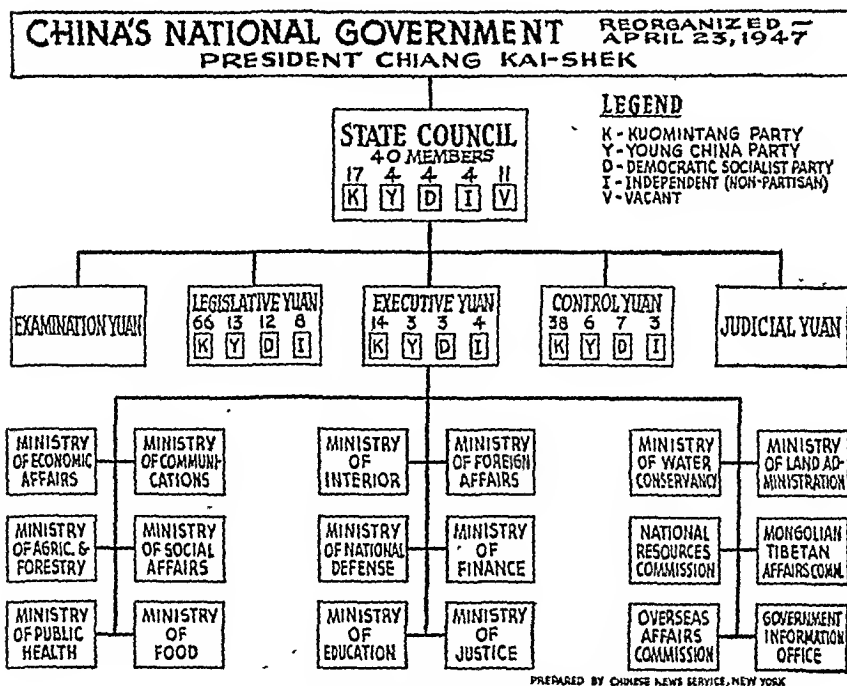 CHINA'S NATIONAL GOVERNMENT REORGANIZED —
APRIL 23, 1947
PRESIDENT CHIANG KAI-SHEK
LEGEND
K - KUOMINTANG PARTY
Y - YOUNG CHINA PARTY
D - DEMOCRATIC SOCIALIST PARTY
I - INDEPENDENT (NON-PARTISAN)
V - VACANT
STATE COUNCIL
40 MEMBERS
17 4 4 4 11
K Y D I V
EXAMINATION YUAN
LEGISLATIVE YUAN
66 13 12 8
K Y D I
EXECUTIVE YUAN
14 3 3 4
K Y D I
CONTROL YUAN
38 6 7 3
K Y D I
JUDICIAL YUAN
MINISTRY
OF ECONOMIC
AFFAIRS
MINISTRY
OF COMMUNI-
CATIONS
MINISTRY
OF AGRIC. &
FORESTRY
MINISTRY
OF SOCIAL
AFFAIRS
MINISTRY
OF PUBLIC
HEALTH
MINISTRY
OF
FOOD
MINISTRY
OF
INTERIOR
MINISTRY
OF FOREIGN
AFFAIRS
MINISTRY
OF NATIONAL
DEFENSE
MINISTRY
OF
FINANCE
MINISTRY
OF
EDUCATION
MINISTRY
OF
JUSTICE
MINISTRY
OF WATER
CONSERVANCY
MINISTRY
OF LAND AD-
MINISTRATION
NATIONAL
RESOURCES
COMMISSION
MONGOLIAN
TIBETAN
AFFAIRS COMM.
OVERSEAS
AFFAIRS
COMMISSION
GOVERNMENT
INFORMATION
OFFICE
PREPARED BY CHINESE NEWS SERVICE, NEW YORK